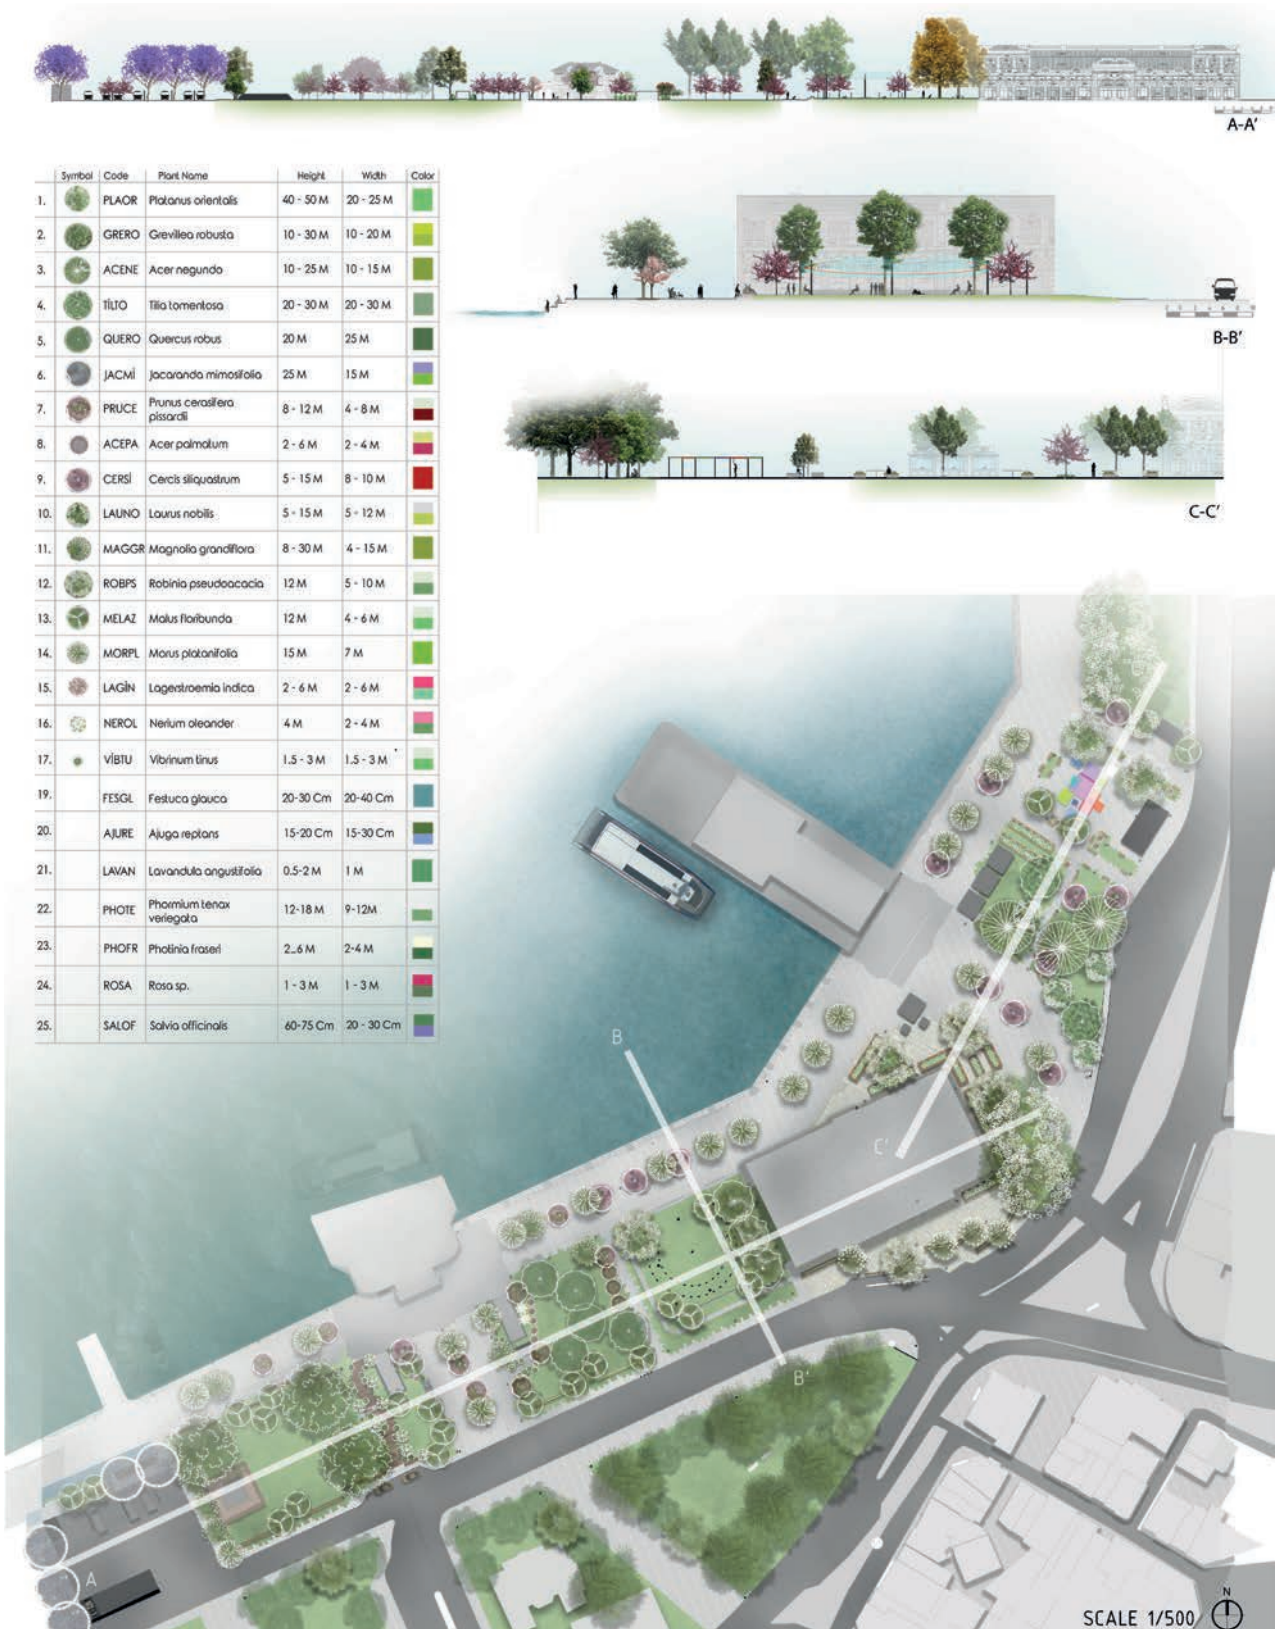 A-A'
Symbol Code Plant Name Height Width Color
1. PLAOR Platanus orientalis 40 - 50 M 20 - 25 M
2. GRERO Grevillea robusta 10 - 30 M 10 - 20 M
3. ACENE Acer negundo 10 - 25 M 10 - 15 M
4. TİLTO Tilia tomentosa 20 - 30 M 20 - 30 M
5. QUERO Quercus robus 20 M 25 M
6. JACMİ Jacaranda mimosifolia 25 M 15 M
7. PRUCE Prunus cerasifera
pissardii 8 - 12 M 4 - 8 M
8. ACEPA Acer palmatum 2 - 6 M 2 - 4 M
9. CERSİ Cercis siliquastrum 5 - 15 M 8 - 10 M
10. LAUNO Laurus nobilis 5 - 15 M 5 - 12 M
11. MAGGR Magnolia grandiflora 8 - 30 M 4 - 15 M
12. ROBPS Robinia pseudoacacia 12 M 5 - 10 M
13. MELAZ Malus floribunda 12 M 4 - 6 M
14. MORPL Morus platanifolia 15 M 7 M
15. LAGİN Lagerstroemia indica 2 - 6 M 2 - 6 M
16. NEROL Nerium oleander 4 M 2 - 4 M
17. VİBTU Vibrinum tinus 1.5 - 3 M 1.5 - 3 M
19. FESGL Festuca glauca 20-30 Cm 20-40 Cm
20. AJURE Ajuga reptans 15-20 Cm 15-30 Cm
21. LAVAN Lavandula angustifolia 0.5-2 M 1 M
22. PHOTE Phormium tenax
veriegata 12-18 M 9-12M
23. PHOFR Photinia fraseri 2_6 M 2-4 M
24. ROSA Rosa sp. 1 - 3 M 1 - 3 M
25. SALOF Salvia officinalis 60-75 Cm 20 - 30 Cm
B-B'
C-C'
B
C'
B'
A
N
SCALE 1/500